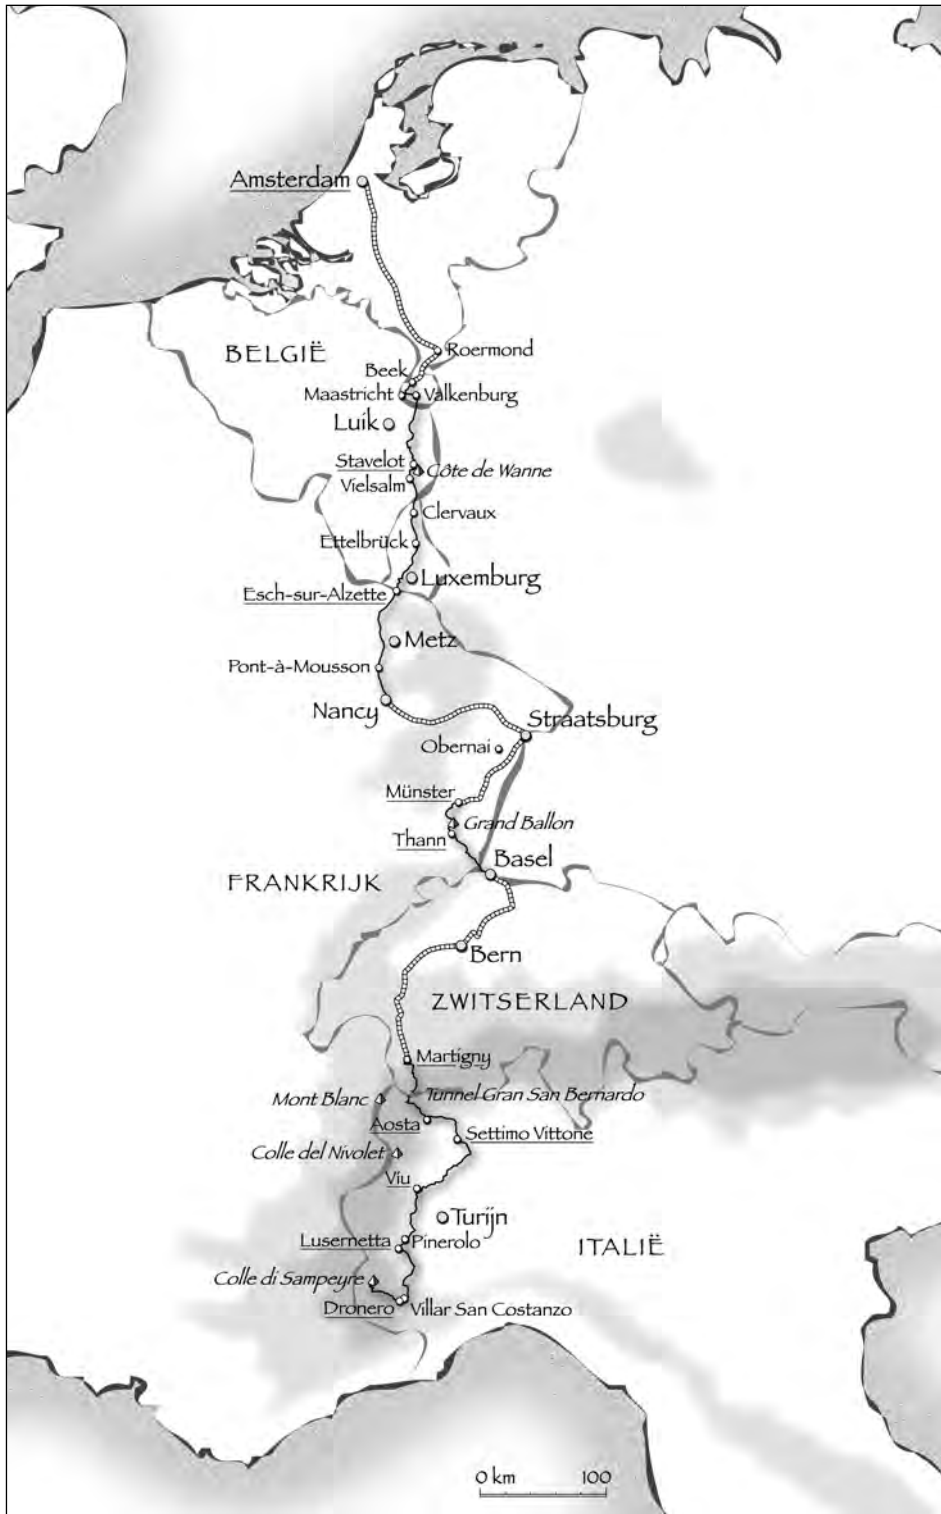 Amsterdam
BELGIË
Roermond
Beek
Maastricht
Valkenburg
Luik
Stavelot
Côte de Wanne
Vielsalm
Clervaux
Ettelbrück
Luxemburg
Esch-sur-Alzette
Metz
Pont-à-Mousson
Nancy
Straatsburg
Obernai
Münster
Grand Ballon
Thann
Basel
FRANKRIJK
Bern
ZWITSERLAND
Martigny
Mont Blanc
Tunnel Gran San Bernardo
Aosta
Settimo Vittone
Colle del Nivolet
Viu
Turijn
Lusernetta
Pinerolo
ITALIË
Colle di Sampeyre
Dronero
Villar San Costanzo
0 km 100